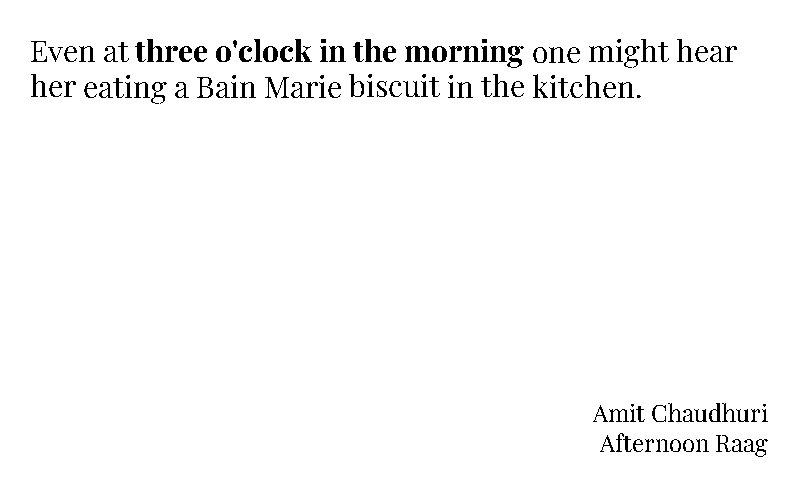 Even at three o'clock in the morning one might hear
her eating a Bain Marie biscuit in the kitchen.
Amit Chaudhuri
Afternoon Raag